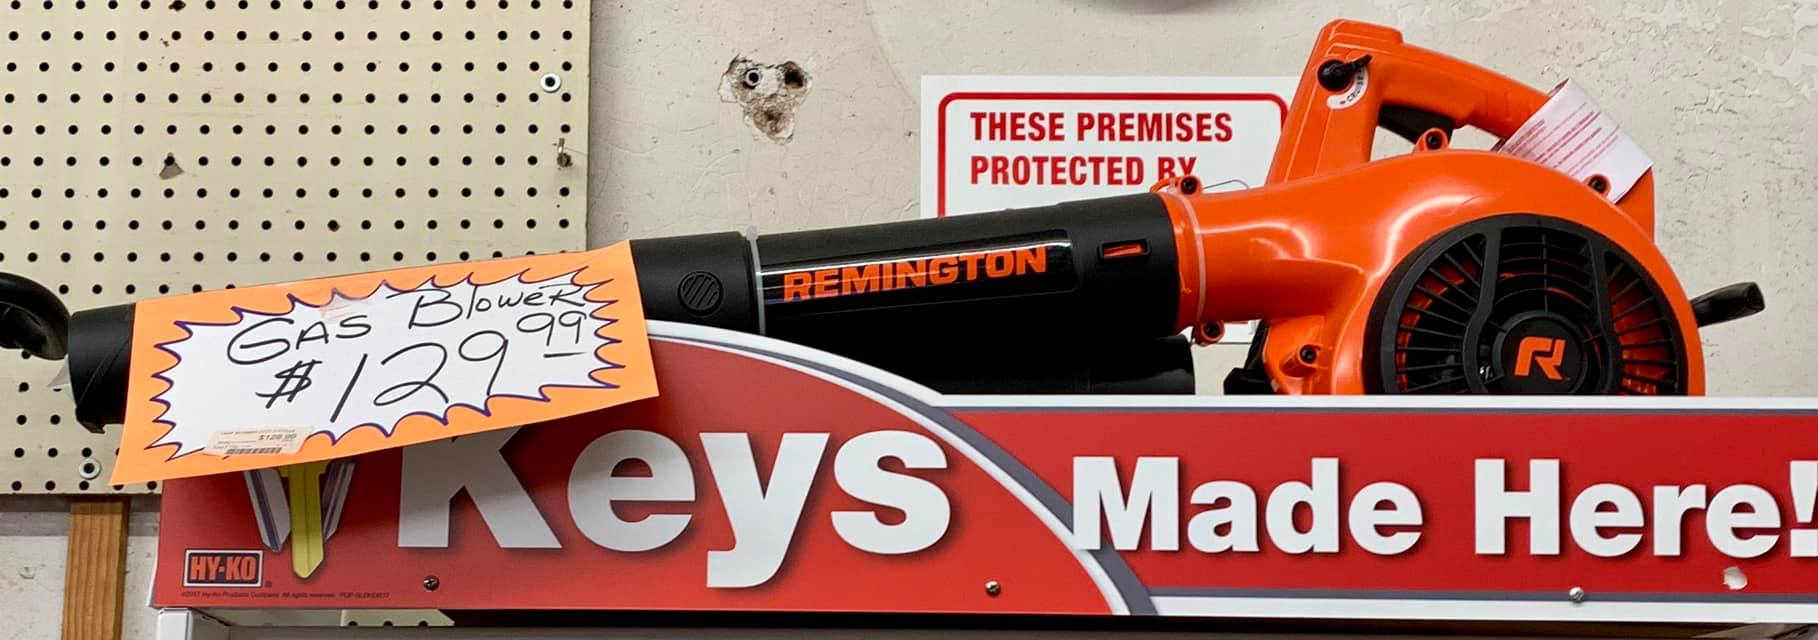 THESE PREMISES
PROTECTED BY
REMINGTON
GAS BloweR
$129 99
$129.99
Keys
Made Here!
HY-KO